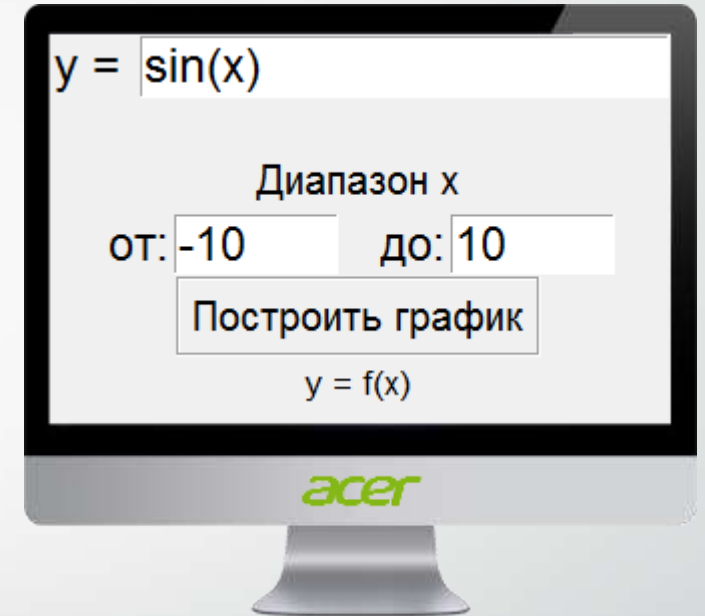 y = sin(x)
Диапазон x
от: -10 до: 10
Построить график
y = f(x)
acer